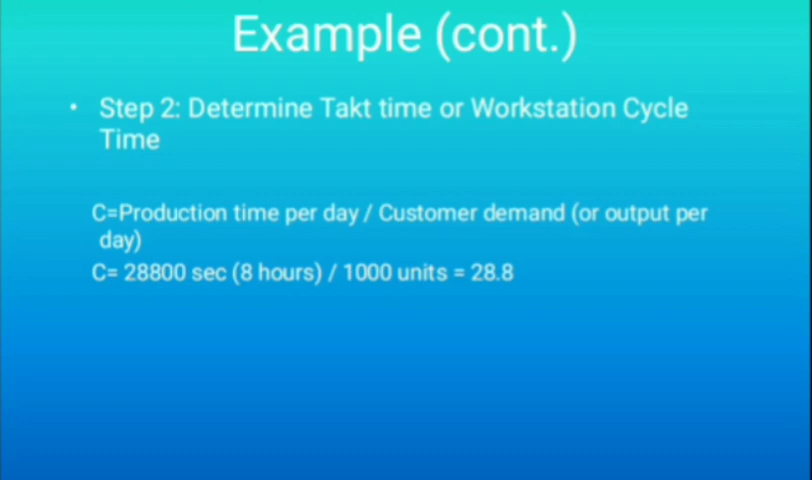 Example (cont.)
• Step 2: Determine Takt time or Workstation Cycle
Time
C=Production time per day / Customer demand (or output per
day)
C= 28800 sec (8 hours) / 1000 units = 28.8